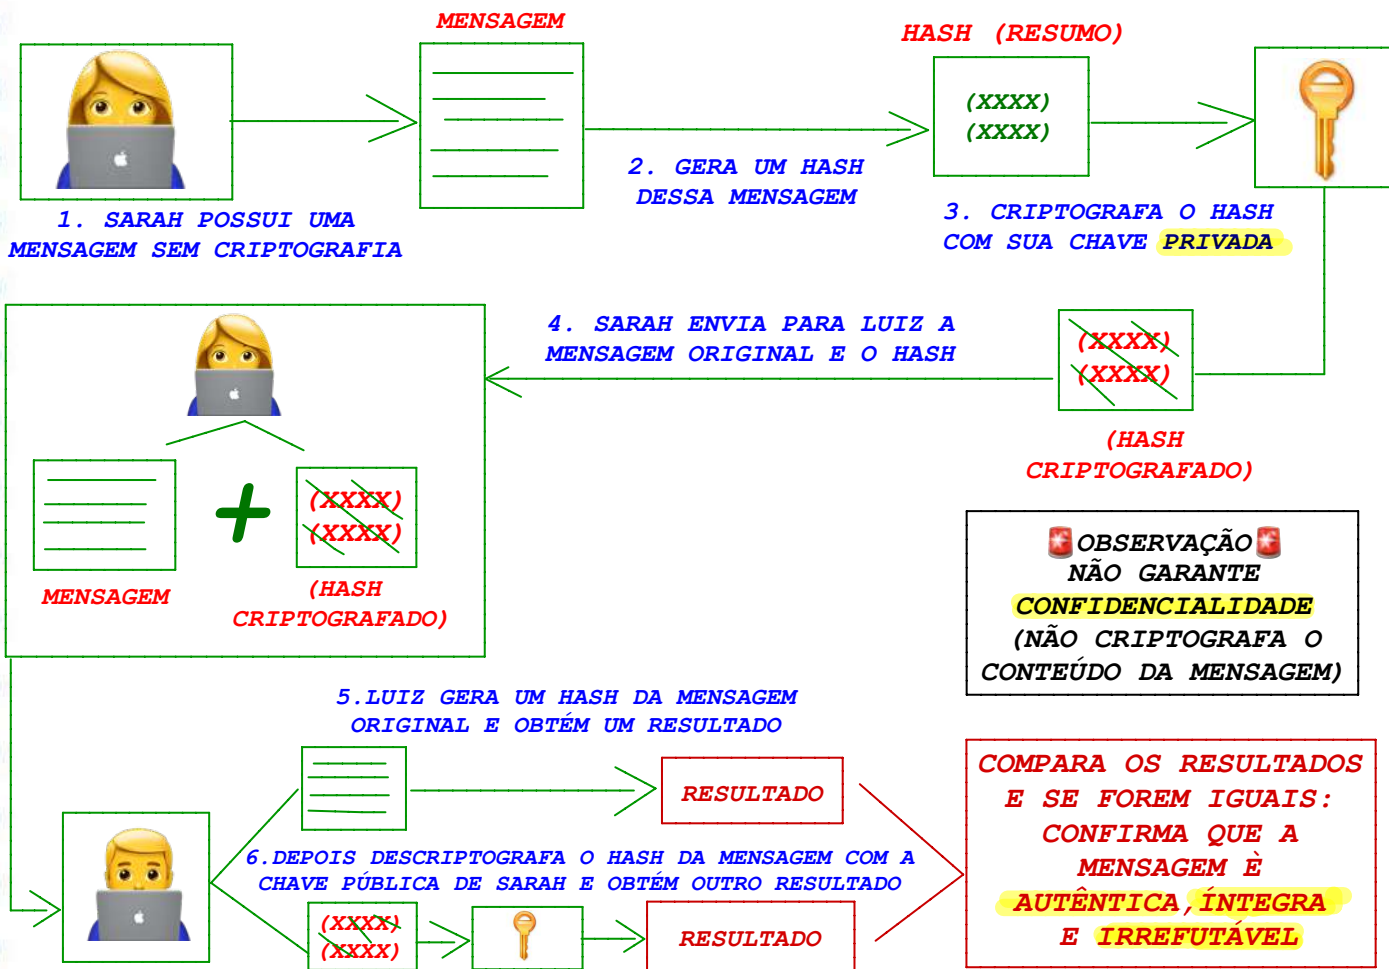 MENSAGEM
HASH (RESUMO)
(XXXX)
(XXXX)
1. SARAH POSSUI UMA
MENSAGEM SEM CRIPTOGRAFIA
2. GERA UM HASH
DESSA MENSAGEM
3. CRIPTOGRAFA O HASH
COM SUA CHAVE PRIVADA
4. SARAH ENVIA PARA LUIZ A
MENSAGEM ORIGINAL E O HASH
(XXXX)
(XXXX)
(HASH
CRIPTOGRAFADO)
MENSAGEM
+
(XXXX)
(XXXX)
(HASH
CRIPTOGRAFADO)
🚨OBSERVAÇÃO🚨
NÃO GARANTE
CONFIDENCIALIDADE
(NÃO CRIPTOGRAFA O
CONTEÚDO DA MENSAGEM)
5.LUIZ GERA UM HASH DA MENSAGEM
ORIGINAL E OBTÉM UM RESULTADO
RESULTADO
6.DEPOIS DESCRIPTOGRAFA O HASH DA MENSAGEM COM A
CHAVE PÚBLICA DE SARAH E OBTÉM OUTRO RESULTADO
(XXXX)
(XXXX)
RESULTADO
COMPARA OS RESULTADOS
E SE FOREM IGUAIS:
CONFIRMA QUE A
MENSAGEM È
AUTÊNTICA,ÍNTEGRA
E IRREFUTÁVEL